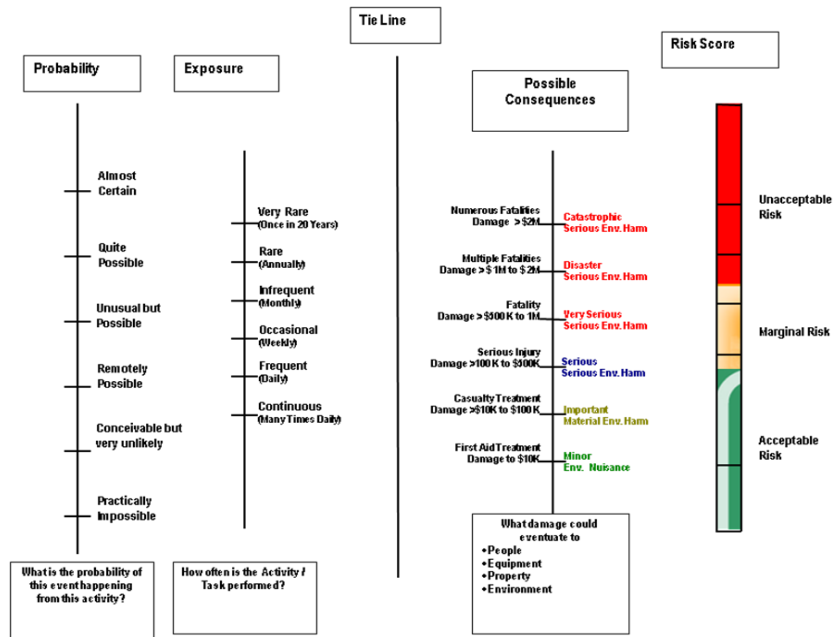 Tie Line
Risk Score
Probability
Exposure
Possible
Consequences
Almost
Certain
Quite
Possible
Unusual but
Possible
Remotely
Possible
Conceivable but
very unlikely
Practically
Impossible
What is the probability of
this event happening
from this activity?
Very Rare
(Once in 20 Years)
Rare
(Annually)
Infrequent
(Monthly)
Occasional
(Weekly)
Frequent
(Daily)
Continuous
(Many Times Daily)
How often is the Activity /
Task performed?
Numerous Fatalities
Damage > $2M
Catastrophic
Serious Env. Harm
Multiple Fatalities
Damage > $1M to $2M
Disaster
Serious Env. Harm
Fatality
Damage > $500K to 1M
Very Serious
Serious Env. Harm
Serious Injury
Damage >100K to $500K
Serious
Serious Env. Harm
Casualty Treatment
Damage >$10K to $100K
Important
Material Env. Harm
First Aid Treatment
Damage to $10K
Minor
Env. Nuisance
What damage could
eventuate to
◆People
◆Equipment
◆Property
◆Environment
Unacceptable
Risk
Marginal Risk
Acceptable
Risk